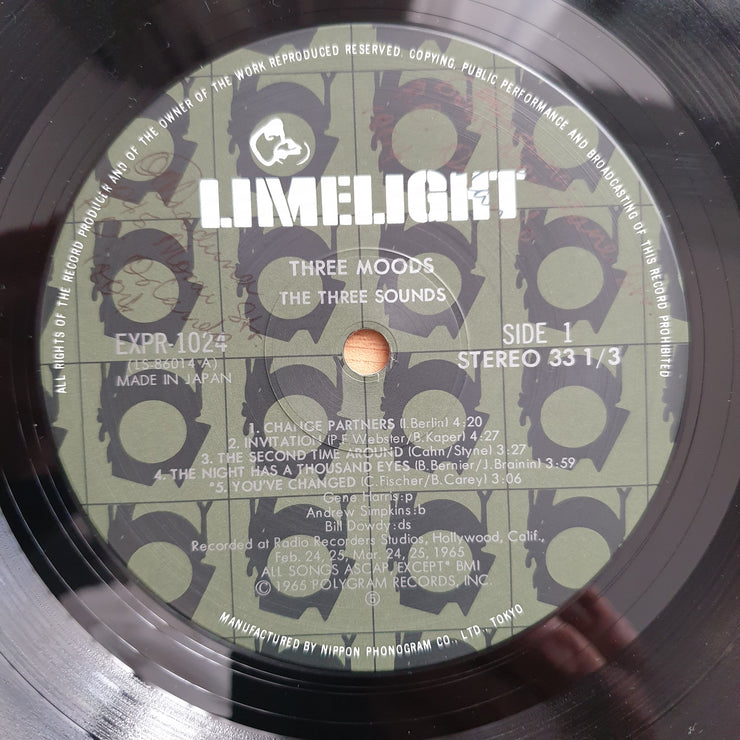 ALL RIGHTS OF THE RECORD PRODUCER AND OF THE OWNER OF THE WORK REPRODUCED RESERVED. COPYING, PUBLIC PERFORMANCE AND BROADCASTING OF THIS RECORD PROHIBITED
LIMELIGHT
THREE MOODS
THE THREE SOUNDS
EXPR-1024
(LS-86014-A)
MADE IN JAPAN
SIDE 1
STEREO 33 1/3
1. CHANGE PARTNERS (I.Berlin) 4:20
2. INVITATION (P.F. Webster/B.Kaper) 4:27
3. THE SECOND TIME AROUND (Cahn/Styne) 3:27
4. THE NIGHT HAS A THOUSAND EYES (B. Bernier/J. Brainin) 3:59
*5. YOU'VE CHANGED (C.Fischer/B. Carey) 3:06
Gene Harris:p
Andrew Simpkins:b
Bill Dowdy:ds
Recorded at Radio Recorders Studios, Hollywood, Calif.,
Feb. 24, 25, Mar. 24, 25, 1965
ALL SONGS ASCAP, EXCEPT* BMI
© 1965 POLYGRAM RECORDS, INC.
MANUFACTURED BY NIPPON PHONOGRAM CO., LTD., TOKYO